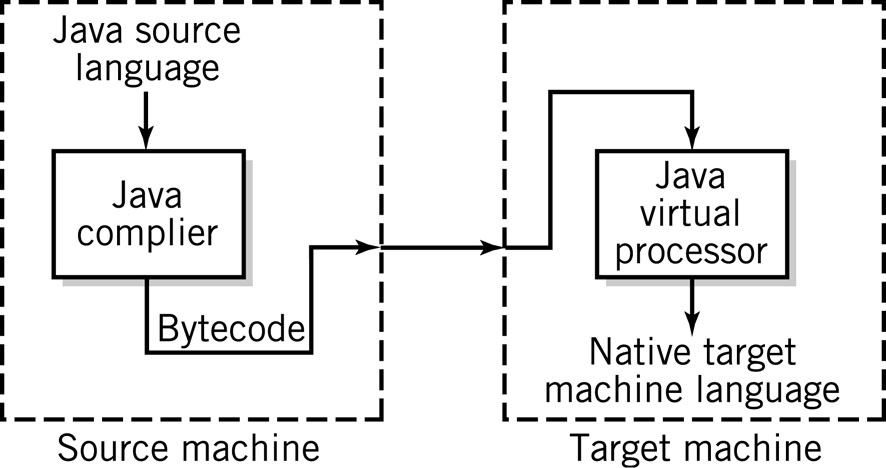 Java source
language
Java
complier
Bytecode
Source machine
Java
virtual
processor
Native target
machine language
Target machine